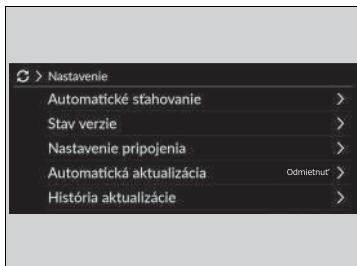 > Nastavenie
Automatické sťahovanie >
Stav verzie >
Nastavenie pripojenia >
Automatická aktualizácia Odmietnuť >
História aktualizácie >